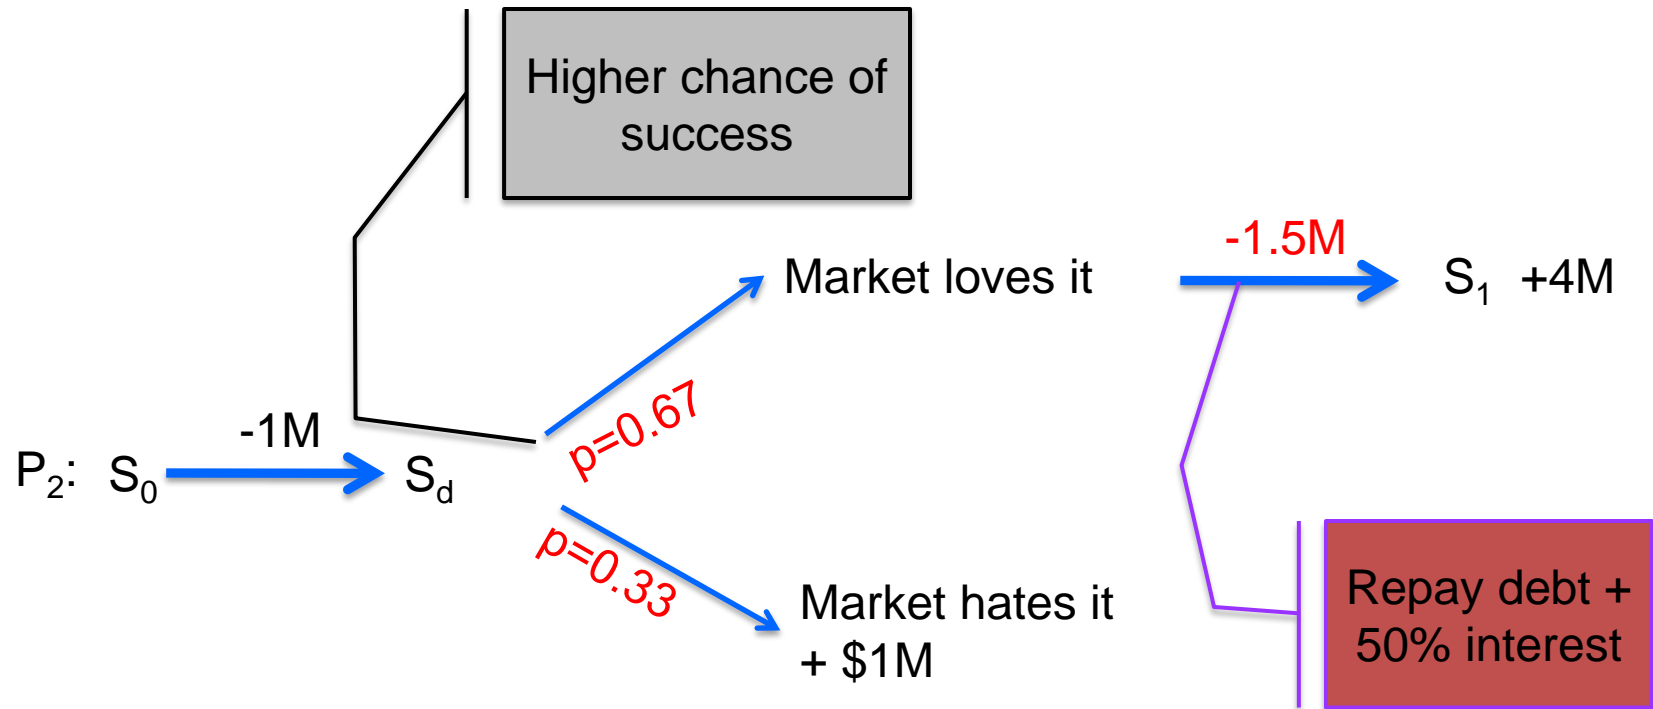 Higher chance of
success
-1.5M
Market loves it
S1 +4M
p=0.67
-1M
P2: S0
Sd
p=0.33
Market hates it
+ $1M
Repay debt +
50% interest